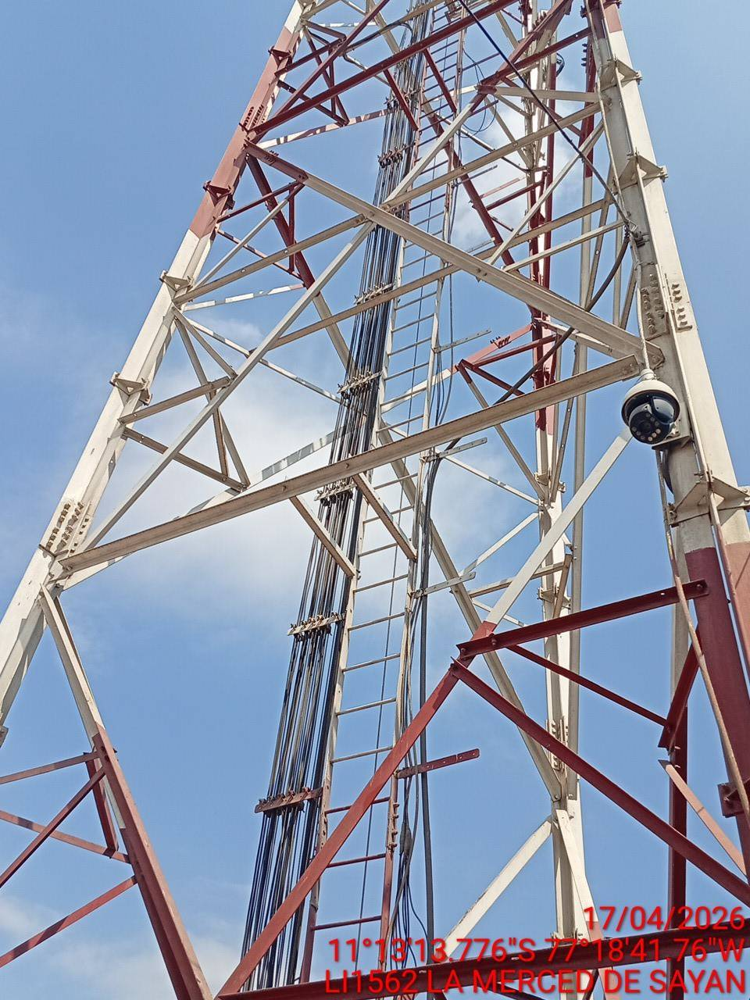 17/04/2026
11°13'13.776"S 77°18'41.76"W
LI1562 LA MERCED DE SAYAN